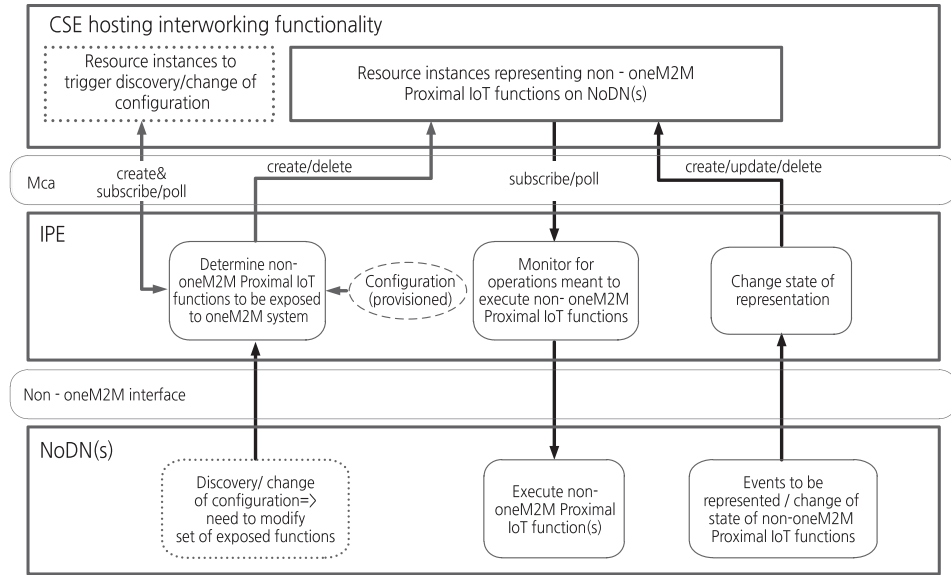 CSE hosting interworking functionality
Resource instances to
trigger discovery/change of
configuration
Resource instances representing non - oneM2M
Proximal IoT functions on NoDN(s)
Mca
create&
subscribe/poll
create/delete
subscribe/poll
create/update/delete
IPE
Determine non-
oneM2M Proximal IoT
functions to be exposed
to oneM2M system
Configuration
(provisioned)
Monitor for
operations meant to
execute non- oneM2M
Proximal IoT functions
Change state of
representation
Non - oneM2M interface
NoDN(s)
Discovery/ change
of configuration=>
need to modify
set of exposed functions
Execute non-
oneM2M Proximal
IoT function(s)
Events to be
represented / change of
state of non-oneM2M
Proximal IoT functions